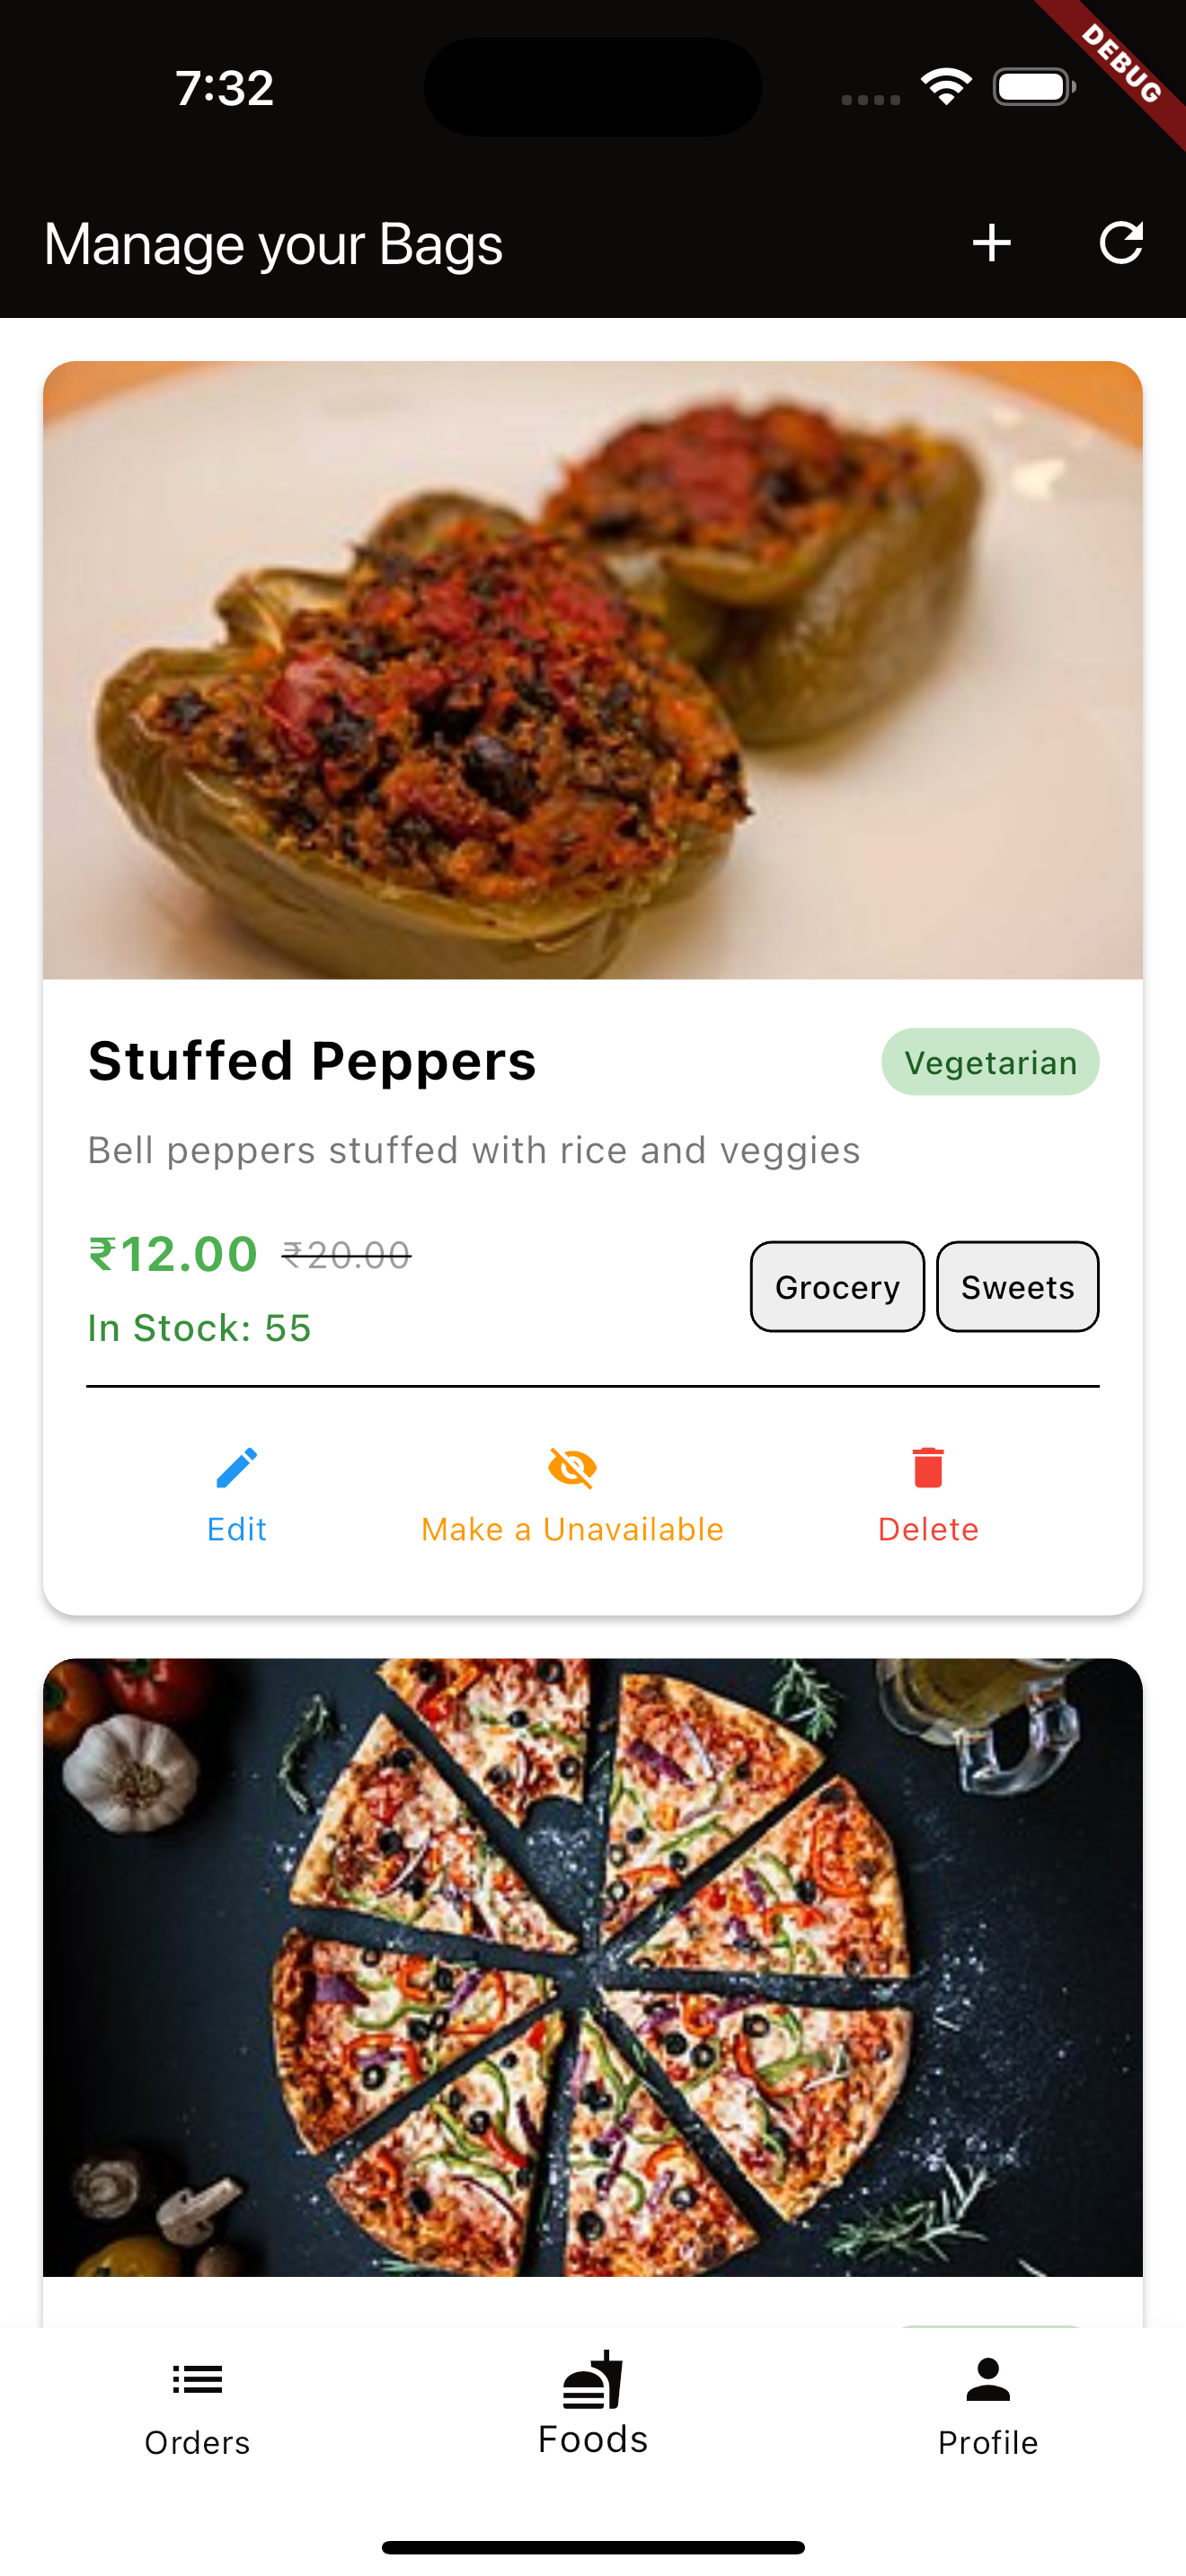 7:32
DEBUG
Manage your Bags
Stuffed Peppers
Vegetarian
Bell peppers stuffed with rice and veggies
₹12.00 ₹20.00
In Stock: 55
Grocery
Sweets
Edit
Make a Unavailable
Delete
Orders
Foods
Profile